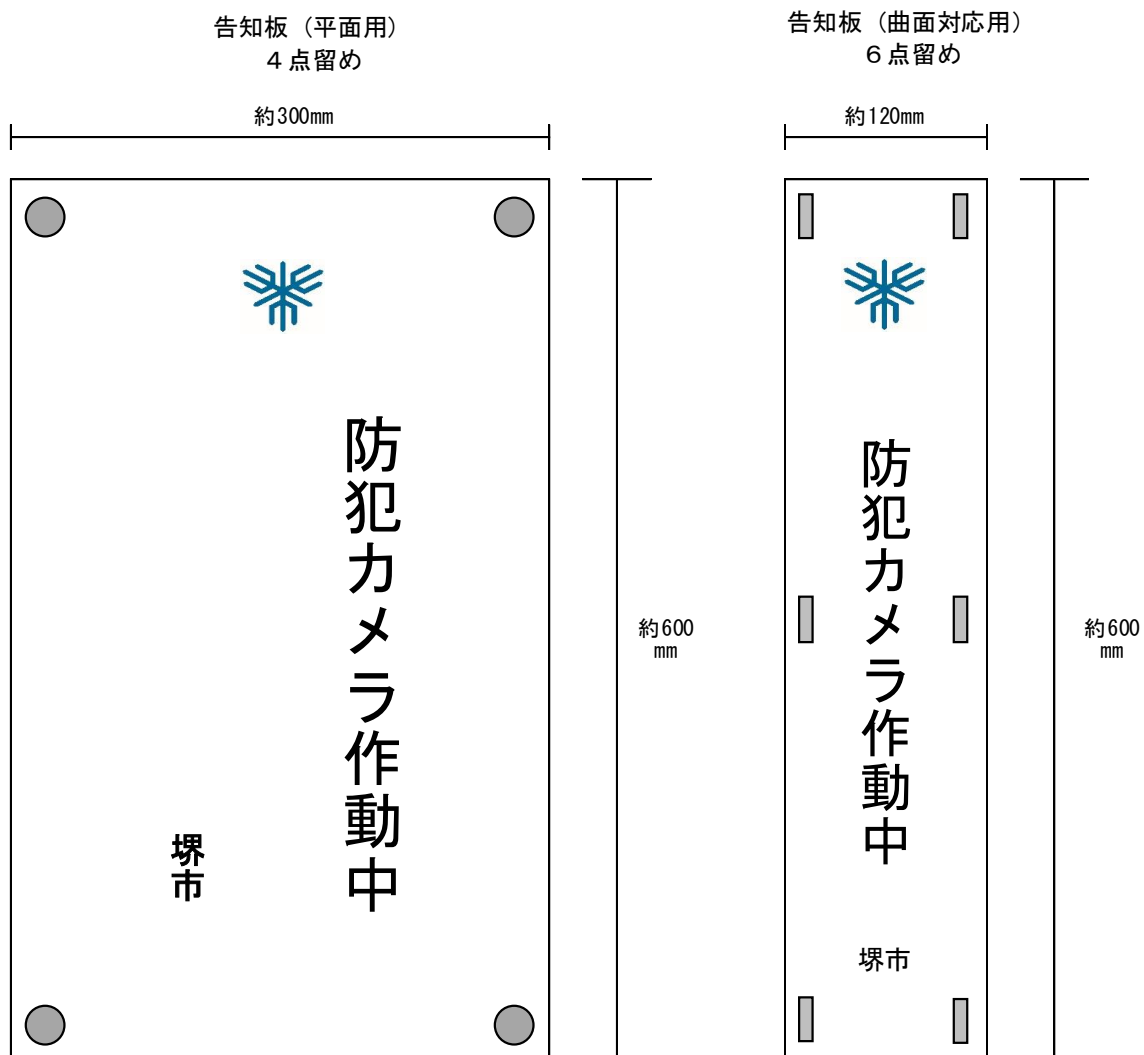 告知板（平面用）
４点留め
約300mm
防犯カメラ作動中
堺市
約600
mm
告知板（曲面対応用）
６点留め
約120mm
防犯カメラ作動中
堺市
約600
mm